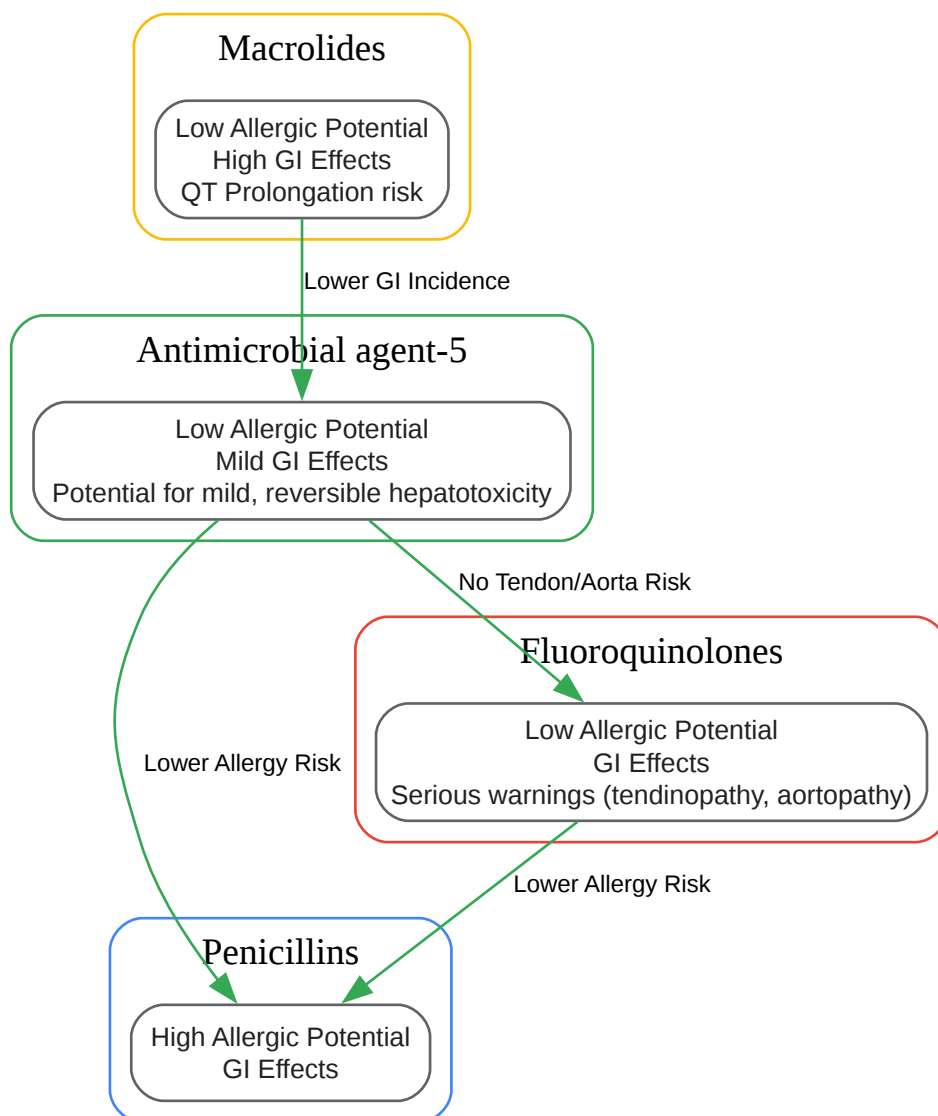 Macrolides
Low Allergic Potential
High GI Effects
QT Prolongation risk
Lower GI Incidence
Antimicrobial agent-5
Low Allergic Potential
Mild GI Effects
Potential for mild, reversible hepatotoxicity
No Tendon/Aorta Risk
Fluoroquinolones
Low Allergic Potential
GI Effects
Serious warnings (tendinopathy, aortopathy)
Lower Allergy Risk
Lower Allergy Risk
Penicillins
High Allergic Potential
GI Effects